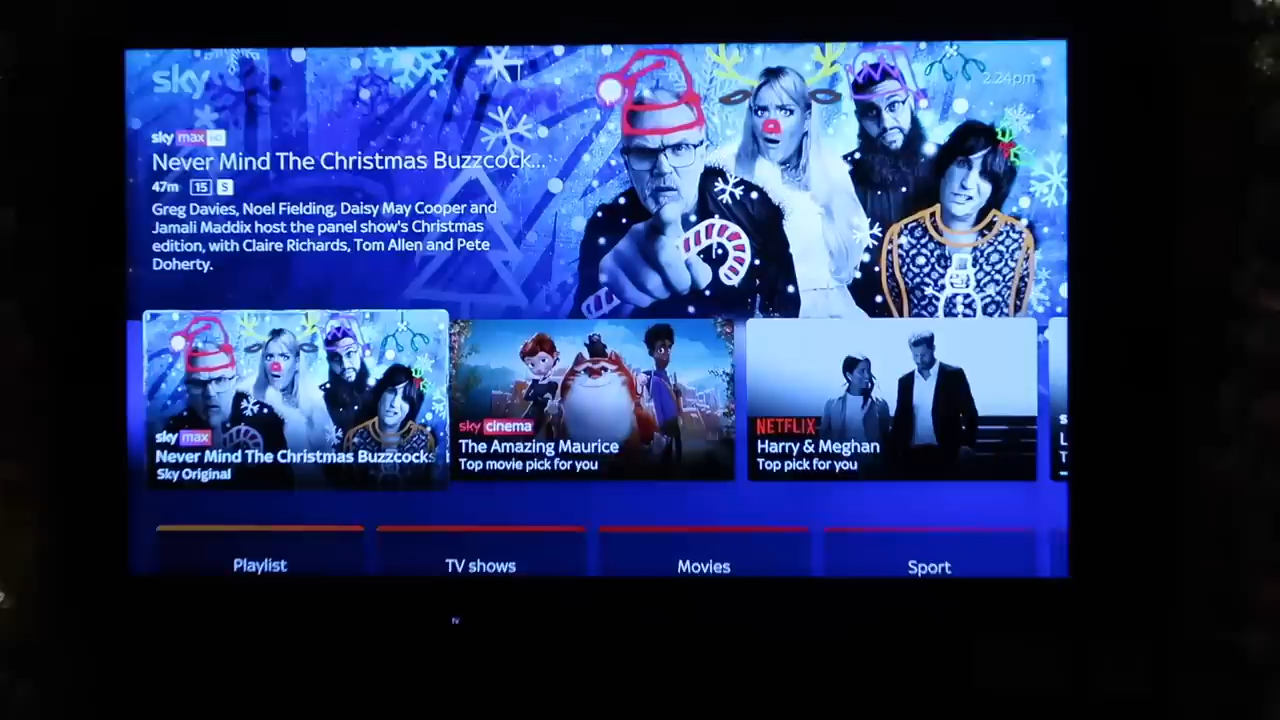 sky
2.24pm
sky max HD
Never Mind The Christmas Buzzcock...
47m 15 S
Greg Davies, Noel Fielding, Daisy May Cooper and
Jamali Maddix host the panel show's Christmas
edition, with Claire Richards, Tom Allen and Pete
Doherty.
sky max
Never Mind The Christmas Buzzcocks
Sky Original
sky cinema
The Amazing Maurice
Top movie pick for you
NETFLIX
Harry & Meghan
Top pick for you
Playlist
TV shows
Movies
Sport